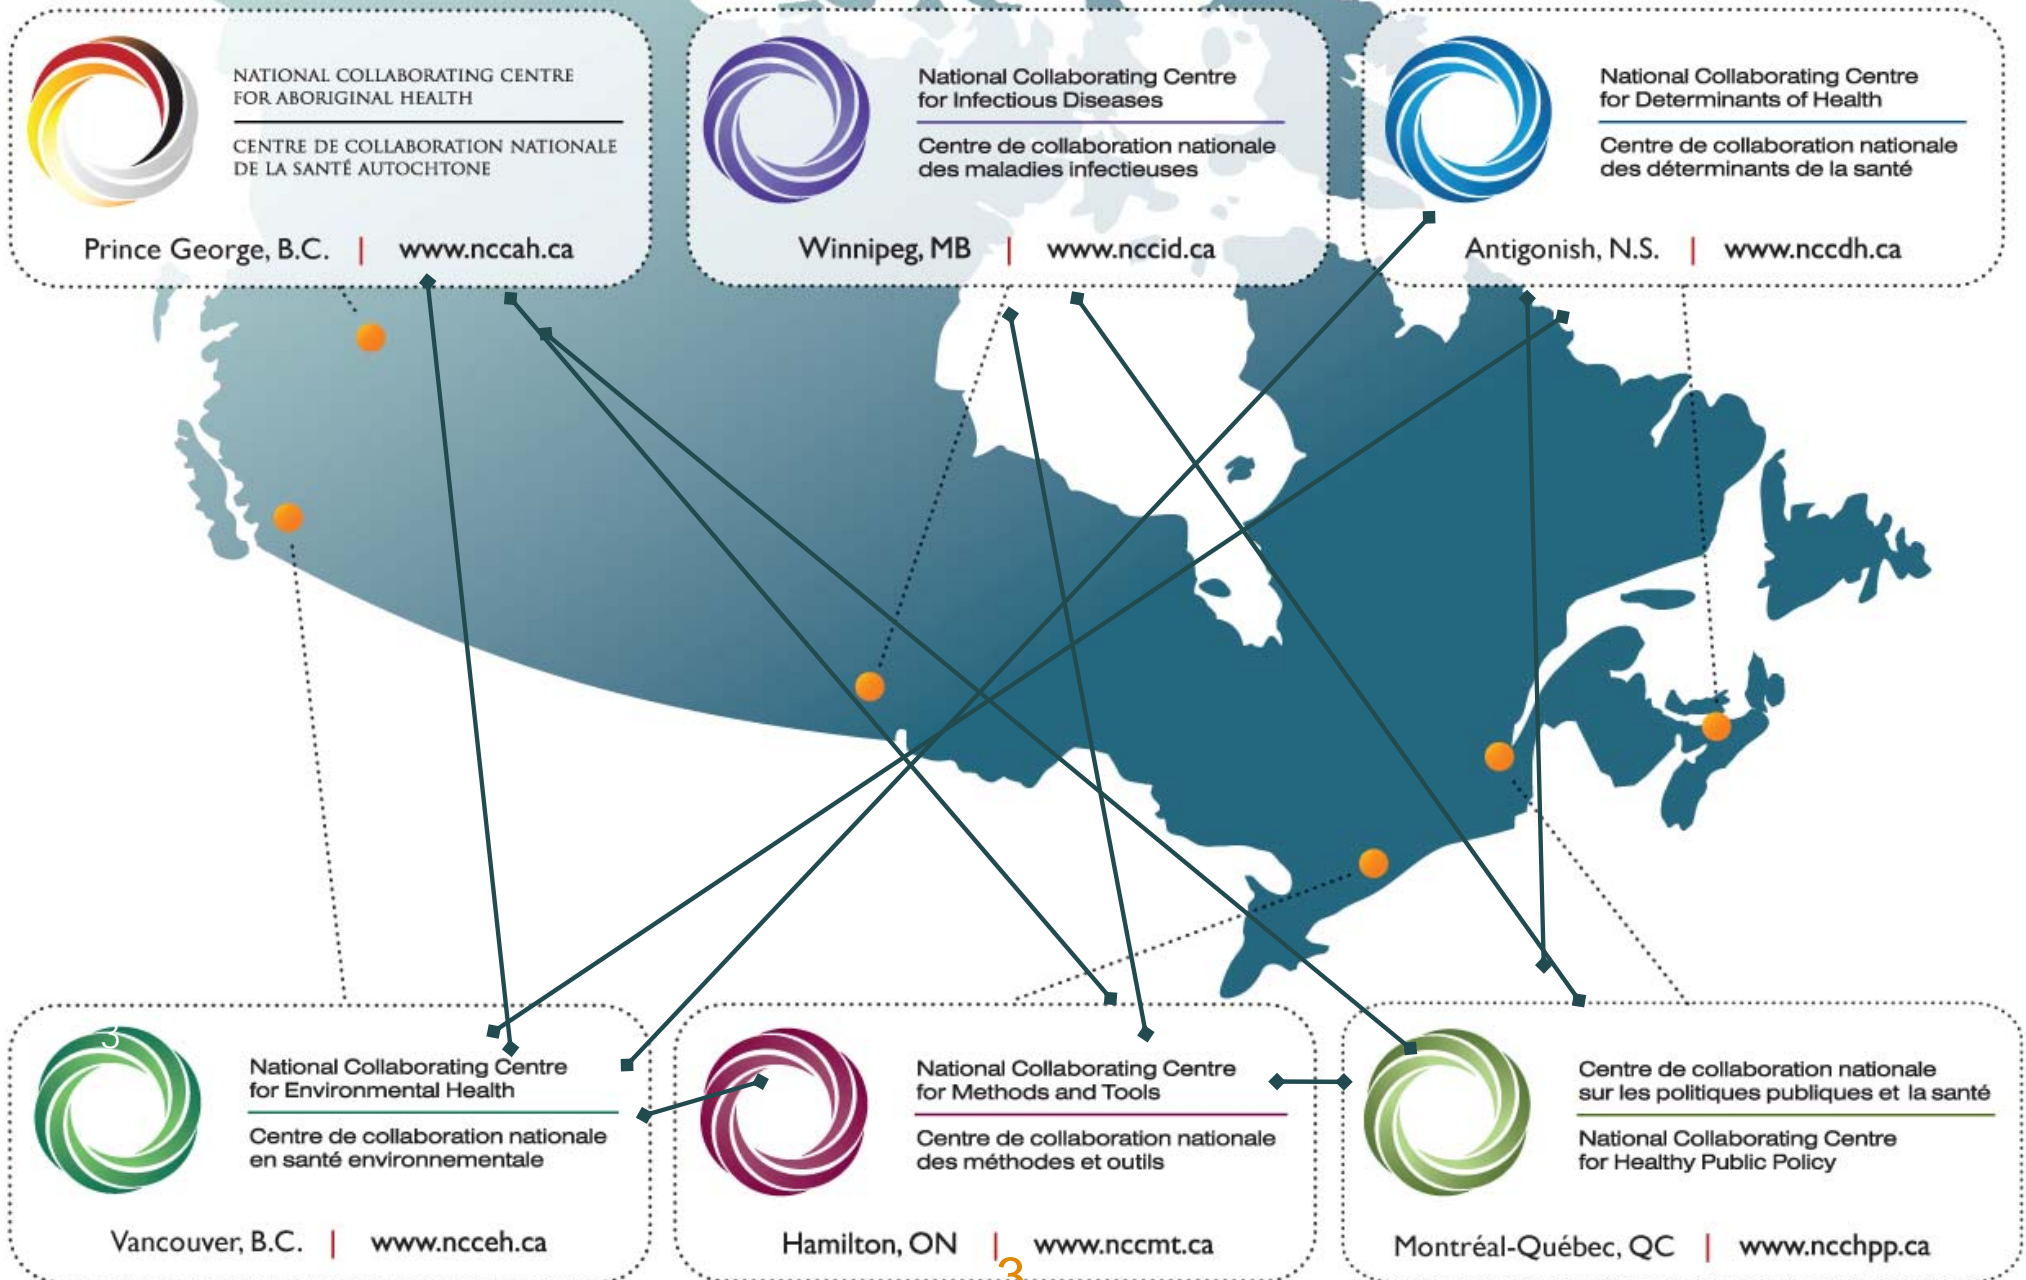 NATIONAL COLLABORATING CENTRE
FOR ABORIGINAL HEALTH
CENTRE DE COLLABORATION NATIONALE
DE LA SANTÉ AUTOCHTONE
Prince George, B.C. | www.nccah.ca
National Collaborating Centre
for Infectious Diseases
Centre de collaboration nationale
des maladies infectieuses
Winnipeg, MB | www.nccid.ca
National Collaborating Centre
for Determinants of Health
Centre de collaboration nationale
des déterminants de la santé
Antigonish, N.S. | www.nccdh.ca
3
National Collaborating Centre
for Environmental Health
Centre de collaboration nationale
en santé environnementale
Vancouver, B.C. | www.ncceh.ca
National Collaborating Centre
for Methods and Tools
Centre de collaboration nationale
des méthodes et outils
Hamilton, ON | www.nccmt.ca
3
Centre de collaboration nationale
sur les politiques publiques et la santé
National Collaborating Centre
for Healthy Public Policy
Montréal-Québec, QC | www.ncchpp.ca